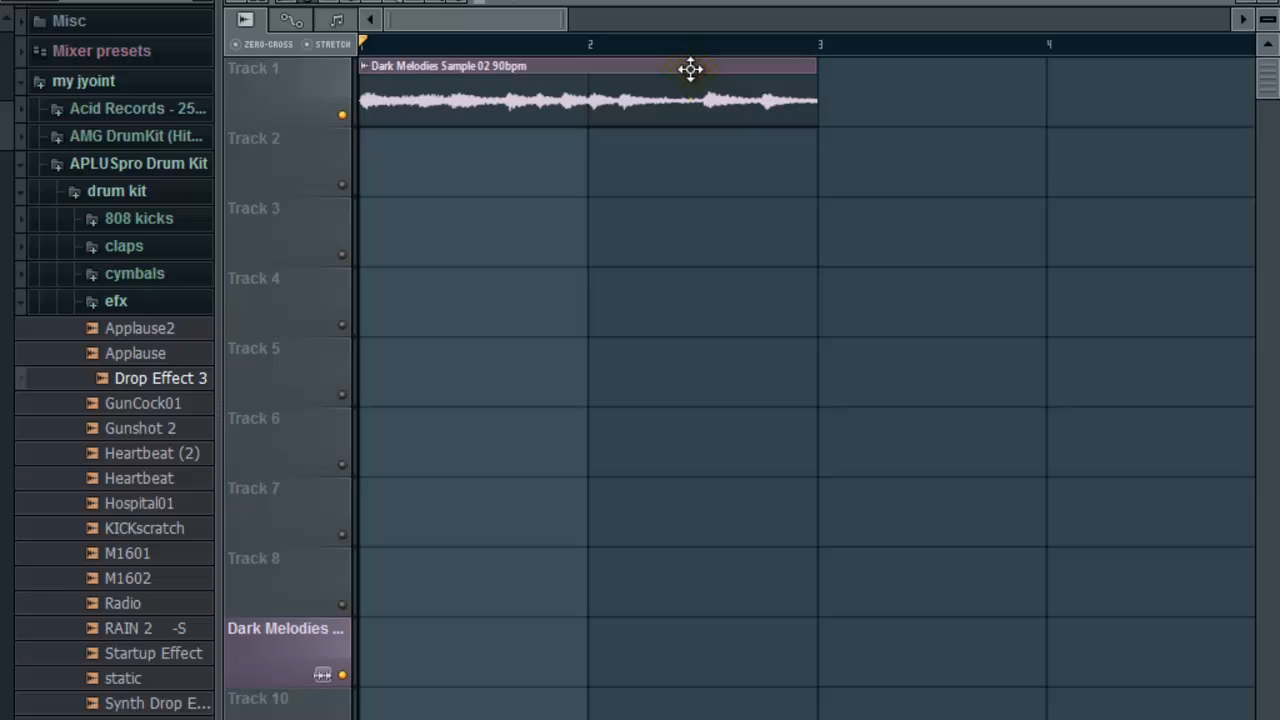 Misc
Mixer presets
my jyoint
Acid Records - 25...
AMG DrumKit (Hit...
APLUSpro Drum Kit
drum kit
808 kicks
claps
cymbals
efx
Applause2
Applause
Drop Effect 3
GunCock01
Gunshot 2
Heartbeat (2)
Heartbeat
Hospital01
KICKscratch
M1601
M1602
Radio
RAIN 2 -S
Startup Effect
static
Synth Drop E...
ZERO-CROSS STRETCH
2 3 4
Track 1
Dark Melodies Sample 02 90bpm
Track 2
Track 3
Track 4
Track 5
Track 6
Track 7
Track 8
Dark Melodies ...
Track 10